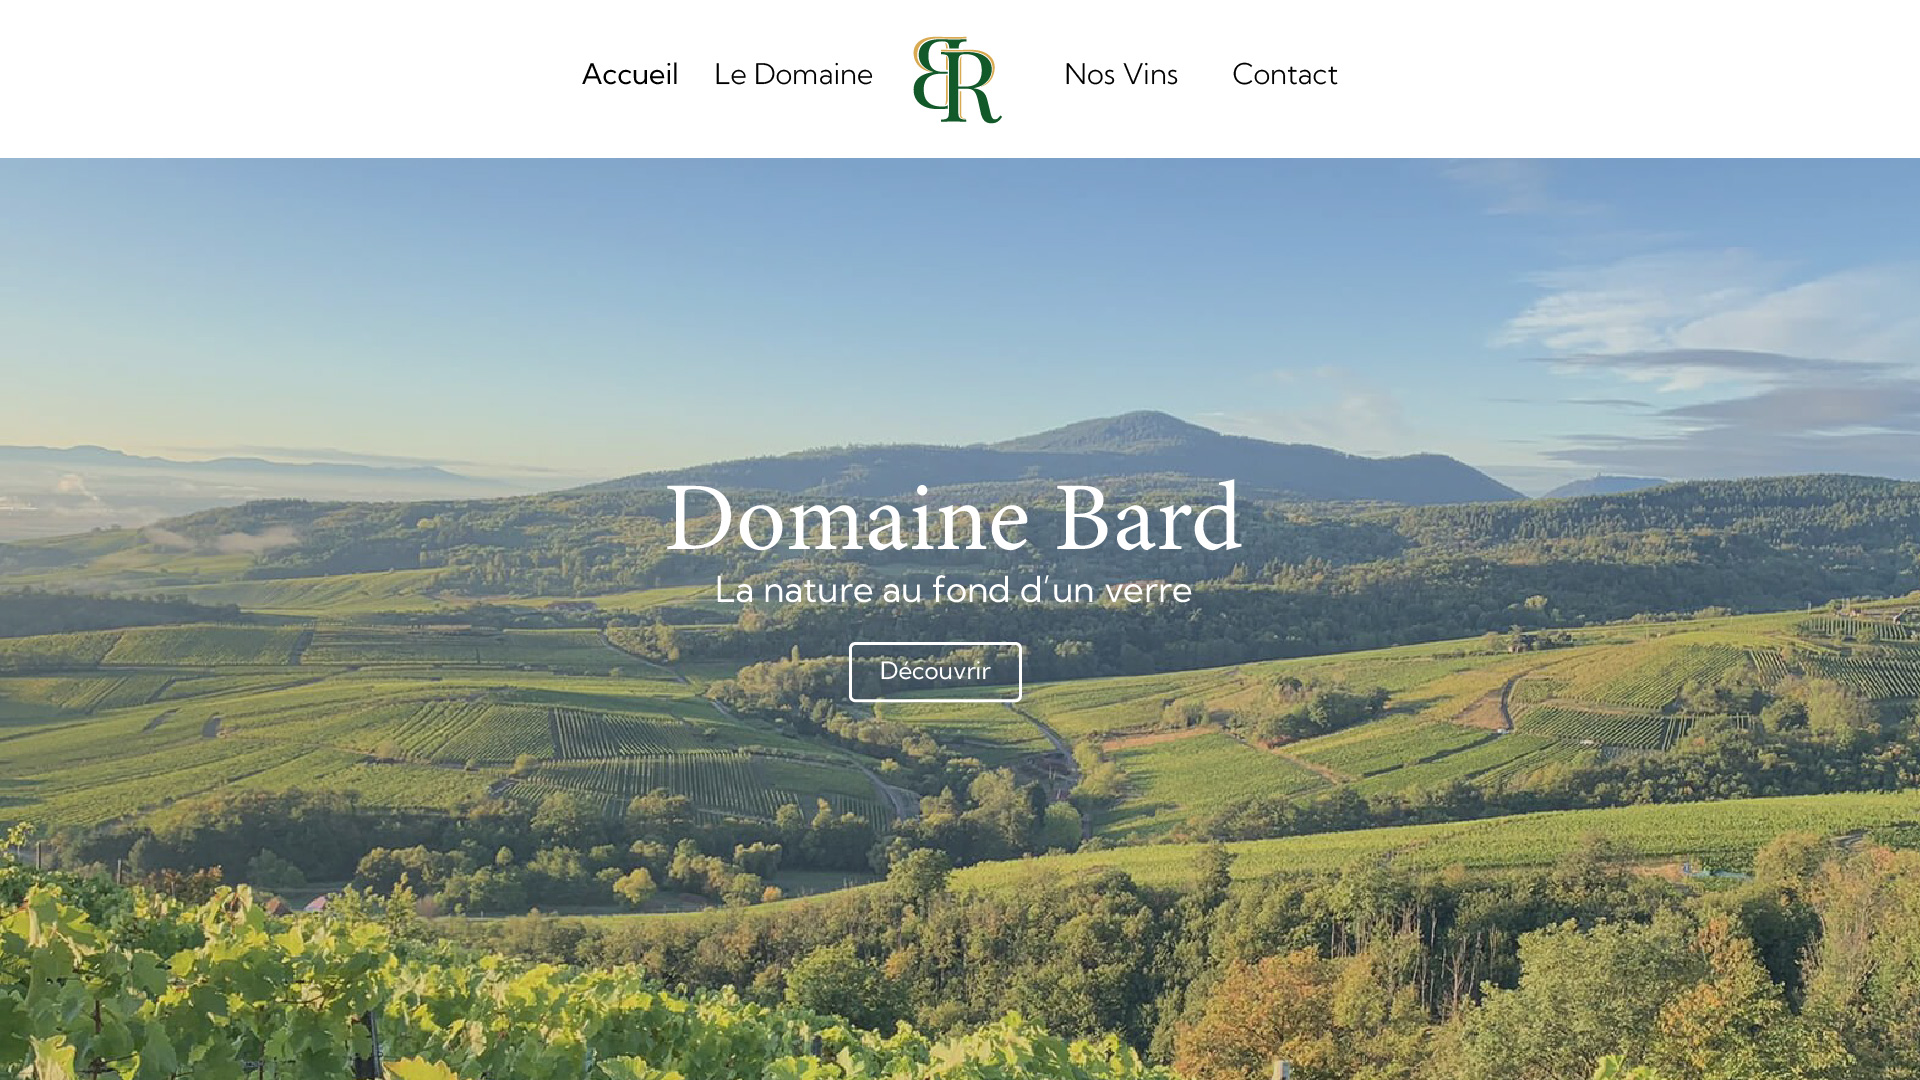 Accueil Le Domaine BR Nos Vins Contact
Domaine Bard
La nature au fond d’un verre
Découvrir